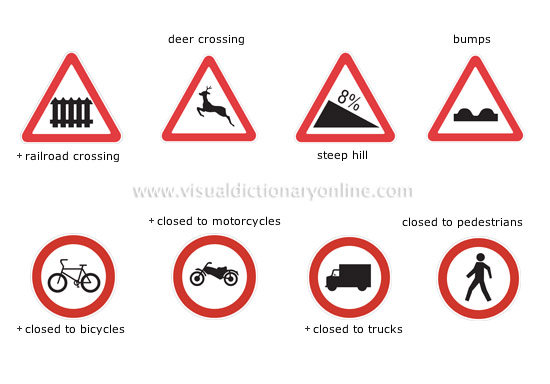 deer crossing
bumps
8%
+ railroad crossing
steep hill
www.visualdictionaryonline.com
+ closed to motorcycles
closed to pedestrians
+ closed to bicycles
+ closed to trucks